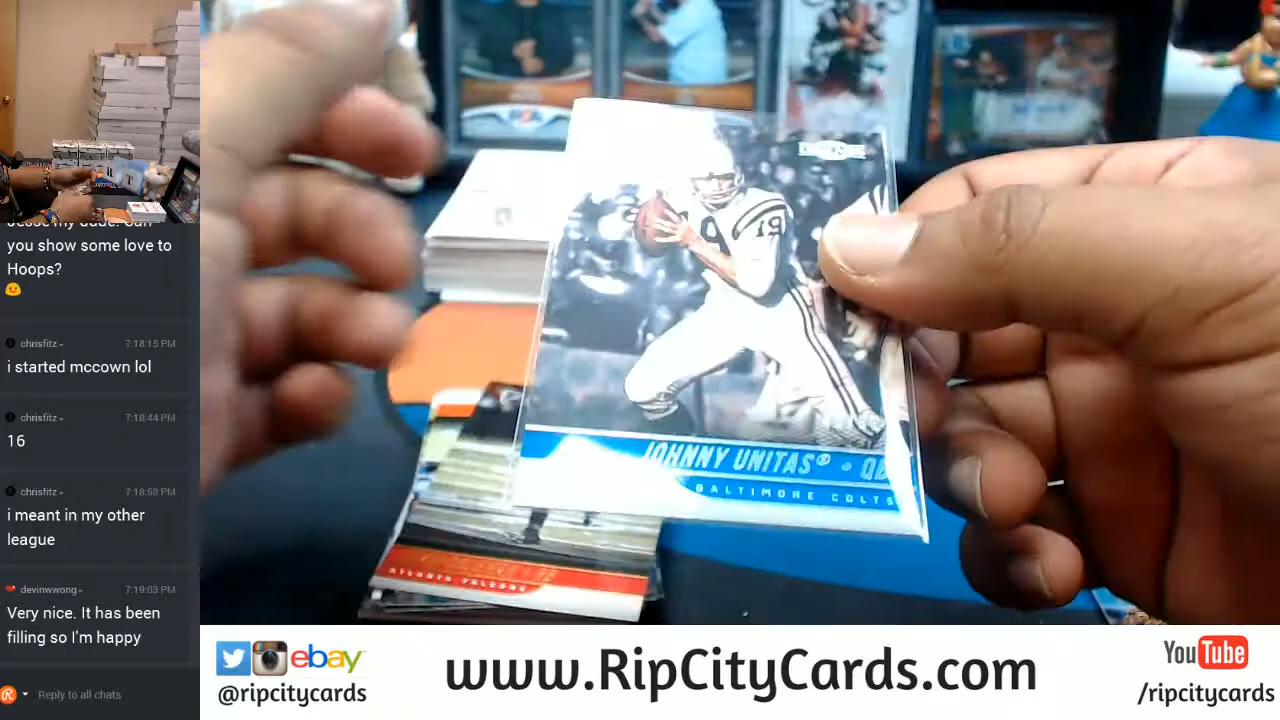 you show some love to
Hoops?
chrisfitz
7:18:15 PM
i started mccown lol
chrisfitz
7:18:44 PM
16
chrisfitz
7:18:58 PM
i meant in my other
league
devinwwong
7:19:03 PM
Very nice. It has been
filling so I'm happy
Reply to all chats
19
JOHNNY UNITAS® • QB
BALTIMORE COLTS
ATLANTA FALCONS
ebay
@ripcitycards
www.RipCityCards.com
YouTube
/ripcitycards